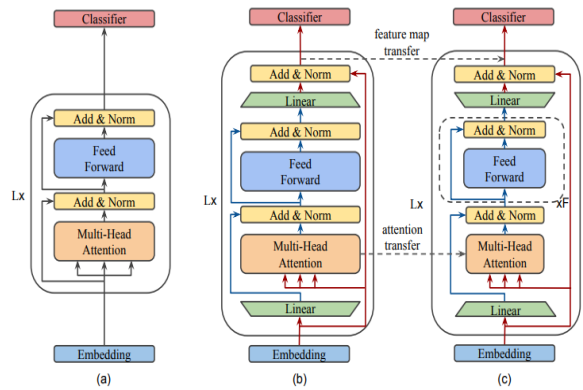 Classifier
Add & Norm
Feed
Forward
Add & Norm
Multi-Head
Attention
Lx
Embedding
(a)
Classifier
Add & Norm
Linear
Add & Norm
Feed
Forward
Lx
Add & Norm
Multi-Head
Attention
Linear
Embedding
(b)
feature map
transfer
attention
transfer
Classifier
Add & Norm
Linear
Add & Norm
Feed
Forward
xF
Lx
Add & Norm
Multi-Head
Attention
Linear
Embedding
(c)